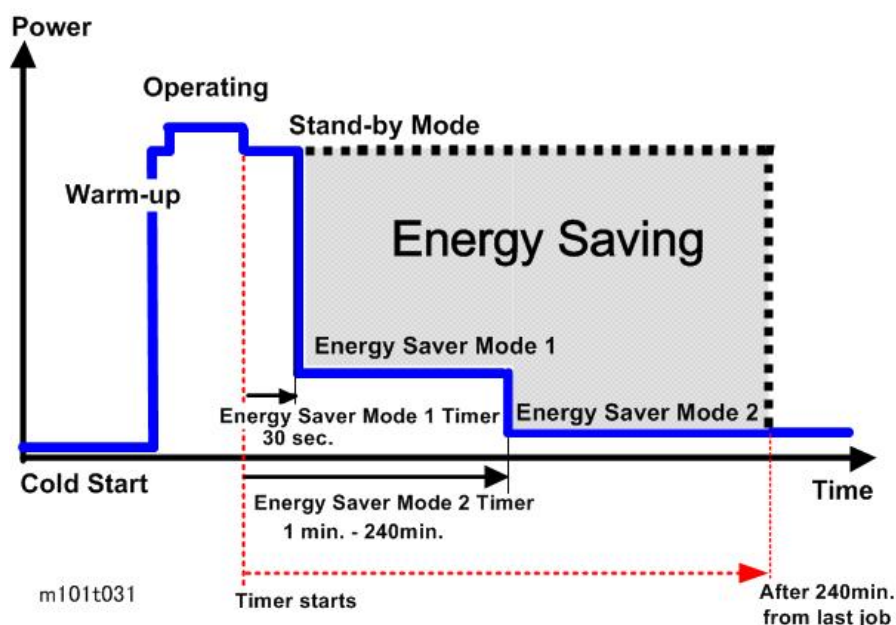 Power
Operating
Stand-by Mode
Warm-up
Energy Saving
Energy Saver Mode 1
Energy Saver Mode 1 Timer
30 sec.
Energy Saver Mode 2
Cold Start
Time
Energy Saver Mode 2 Timer
1 min. - 240min.
m101t031
Timer starts
After 240min.
from last job